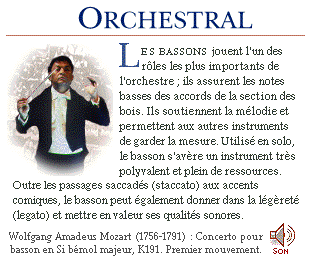 ORCHESTRAL
LES BASSONS jouent l'un des
rôles les plus importants de
l'orchestre ; ils assurent les notes
basses des accords de la section des
bois. Ils soutiennent la mélodie et
permettent aux autres instruments
de garder la mesure. Utilisé en solo,
le basson s'avère un instrument très
polyvalent et plein de ressources.
Outre les passages saccadés (staccato) aux accents
comiques, le basson peut également donner dans la légèreté
(legato) et mettre en valeur ses qualités sonores.
Wolfgang Amadeus Mozart (1756-1791) : Concerto pour
basson en Si bémol majeur, K191. Premier mouvement.
SON